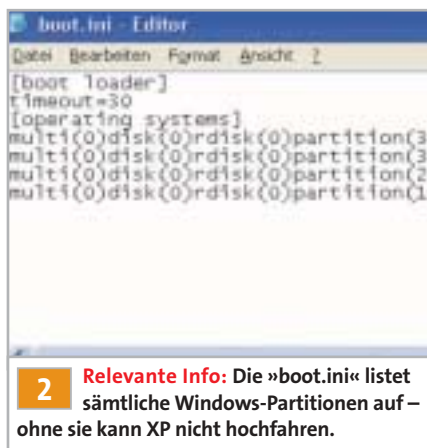 boot.ini - Editor
Datei Bearbeiten Format Ansicht ?
[boot loader]
timeout=30
[operating systems]
multi(0)disk(0)rdisk(0)partition(3
multi(0)disk(0)rdisk(0)partition(3
multi(0)disk(0)rdisk(0)partition(2
multi(0)disk(0)rdisk(0)partition(1
2 Relevante Info: Die »boot.ini« listet
sämtliche Windows-Partitionen auf –
ohne sie kann XP nicht hochfahren.